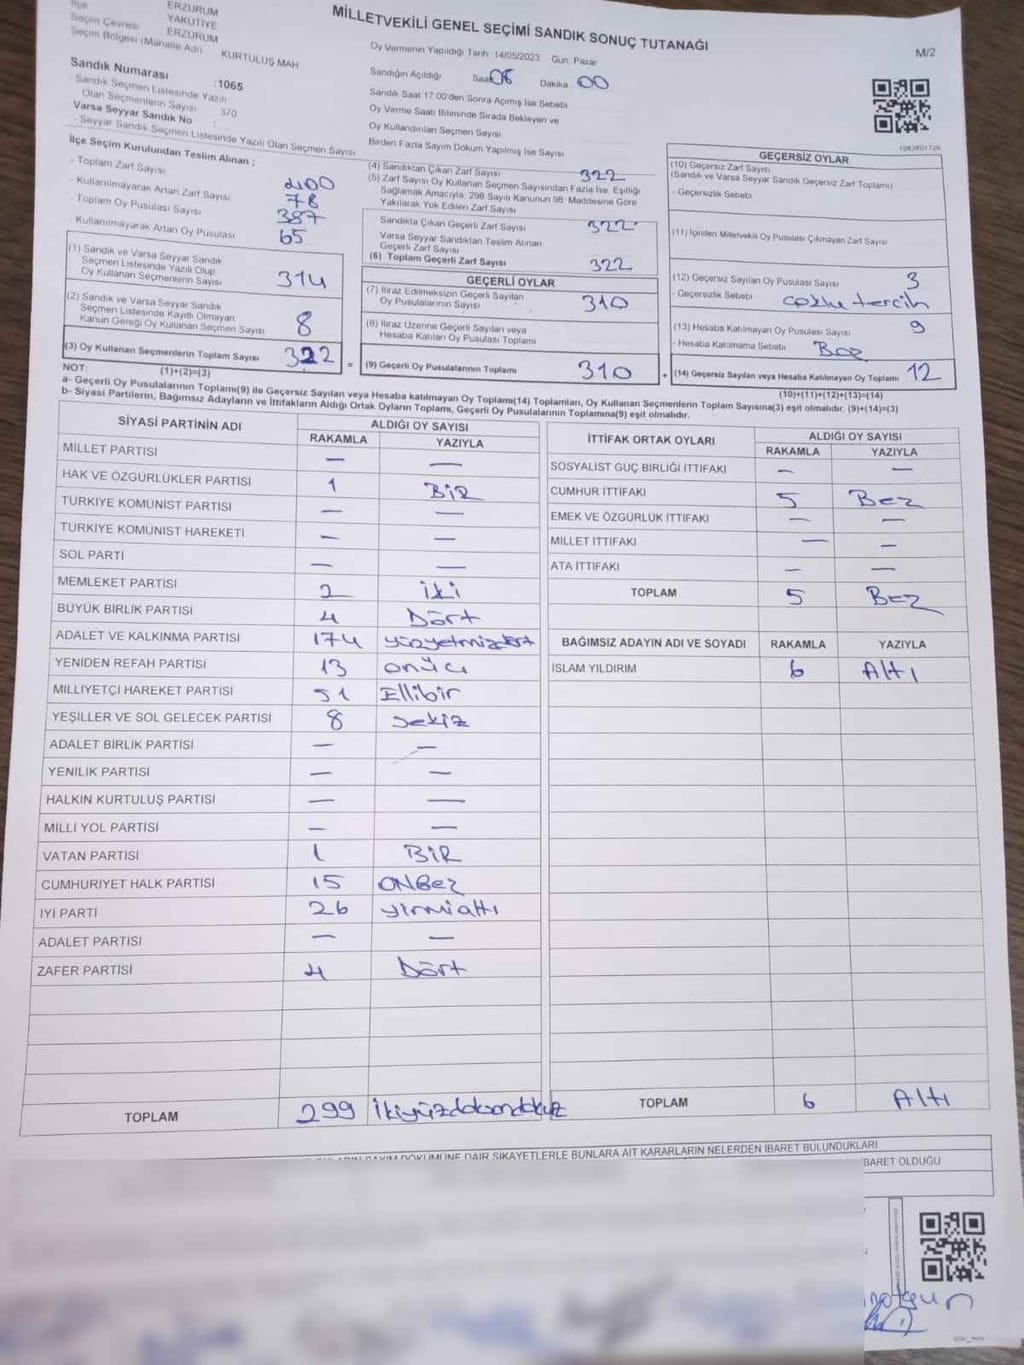 İlçe
ERZURUM
Seçim Çevresi
YAKUTİYE
Seçim Bölgesi (Mahalle Adı)
ERZURUM
KURTULUŞ MAH
MİLLETVEKİLİ GENEL SEÇİMİ SANDIK SONUÇ TUTANAĞI
M/2
Oy Vermenin Yapıldığı Tarih 14/05/2023 Gün: Pazar
Sandık Numarası :1065
Sandığın Açıldığı Saat 08 Dakika 00
- Sandık Seçmen Listesinde Yazılı
Olan Seçmenlerin Sayısı 370
Varsa Seyyar Sandık No :
- Seyyar Sandık Seçmen Listesinde Yazılı Olan Seçmen Sayısı
Sandık Saat 17:00'den Sonra Açımış İse Sebebi
Oy Verme Saati Bitiminde Sırada Bekleyen ve
Oy Kullandırılan Seçmen Sayısı
Birden Fazla Sayım Döküm Yapılmış İse Sayısı
İlçe Seçim Kurulundan Teslim Alınan ;
- Toplam Zarf Sayısı 400
- Kullanılmayarak Artan Zarf Sayısı 78
- Toplam Oy Pusulası Sayısı 387
- Kullanılmayarak Artan Oy Pusulası 65
(1) Sandık ve Varsa Seyyar Sandık
Seçmen Listesinde Yazılı Olup
Oy Kullanan Seçmenlerin Sayısı 314
(2) Sandık ve Varsa Seyyar Sandık
Seçmen Listesinde Kayıtlı Olmayan
Kanun Gereği Oy Kullanan Seçmen Sayısı 8
(3) Oy Kullanan Seçmenlerin Toplam Sayısı 322
(1)+(2)=(3)
(4) Sandıktan Çıkan Zarf Sayısı 322
(5) Zarf Sayısı Oy Kullanan Seçmen Sayısından Fazla İse, Eşitliği
Sağlamak Amacıyla, 298 Sayılı Kanunun 98. Maddesine Göre
Yakılarak Yok Edilen Zarf Sayısı
Sandıkta Çıkan Geçerli Zarf Sayısı 322
Varsa Seyyar Sandıktan Teslim Alınan
Geçerli Zarf Sayısı
(6) Toplam Geçerli Zarf Sayısı 322
GEÇERLİ OYLAR
(7) İtiraz Edilmeksizin Geçerli Sayılan
Oy Pusulalarının Sayısı 310
(8) İtiraz Üzerine Geçerli Sayılan veya
Hesaba Katılan Oy Pusulası Toplamı
= (9) Geçerli Oy Pusulalarının Toplamı 310
GEÇERSİZ OYLAR
(10) Geçersiz Zarf Sayısı
(Sandık ve Varsa Seyyar Sandık Geçersiz Zarf Toplamı)
- Geçersizlik Sebebi
(11) İçinden Milletvekili Oy Pusulası Çıkmayan Zarf Sayısı
(12) Geçersiz Sayılan Oy Pusulası Sayısı 3
- Geçersizlik Sebebi çoklu tercih
(13) Hesaba Katılmayan Oy Pusulası Sayısı 9
- Hesaba Katılmama Sebebi Boş
+ (14) Geçersiz Sayılan veya Hesaba Katılmayan Oy Toplamı 12
(10)+(11)+(12)+(13)=(14)
NOT:
a- Geçerli Oy Pusulalarının Toplamı(9) ile Geçersiz Sayılan veya Hesaba katılmayan Oy Toplamı(14) Toplamları, Oy Kullanan Seçmenlerin Toplam Sayısına(3) eşit olmalıdır. (9)+(14)=(3)
b- Siyasi Partilerin, Bağımsız Adayların ve İttifakların Aldığı Ortak Oyların Toplamı, Geçerli Oy Pusulaların Toplamına(9) eşit olmalıdır.
SİYASİ PARTİNİN ADI
ALDIĞI OY SAYISI
RAKAMLA YAZIYLA
MİLLET PARTİSİ — —
HAK VE ÖZGÜRLÜKLER PARTİSİ 1 BİR
TÜRKİYE KOMÜNİST PARTİSİ — —
TÜRKİYE KOMÜNİST HAREKETİ — —
SOL PARTİ — —
MEMLEKET PARTİSİ 2 iki
BÜYÜK BİRLİK PARTİSİ 4 Dört
ADALET VE KALKINMA PARTİSİ 174 yüzyetmişdört
YENİDEN REFAH PARTİSİ 13 onüç
MİLLİYETÇİ HAREKET PARTİSİ 51 Ellibir
YEŞİLLER VE SOL GELECEK PARTİSİ 8 sekiz
ADALET BİRLİK PARTİSİ — —
YENİLİK PARTİSİ — —
HALKIN KURTULUŞ PARTİSİ — —
MİLLİ YOL PARTİSİ — —
VATAN PARTİSİ 1 BİR
CUMHURİYET HALK PARTİSİ 15 ONBEŞ
İYİ PARTİ 26 yirmialtı
ADALET PARTİSİ — —
ZAFER PARTİSİ 4 Dört
TOPLAM 299 ikiyüzdoksandokuz
İTTİFAK ORTAK OYLARI
ALDIĞI OY SAYISI
RAKAMLA YAZIYLA
SOSYALİST GÜÇ BİRLİĞİ İTTİFAKI — —
CUMHUR İTTİFAKI 5 BEŞ
EMEK VE ÖZGÜRLÜK İTTİFAKI — —
MİLLET İTTİFAKI — —
ATA İTTİFAKI — —
TOPLAM 5 BEŞ
BAĞIMSIZ ADAYIN ADI VE SOYADI RAKAMLA YAZIYLA
İSLAM YILDIRIM 6 Altı
TOPLAM 6 Altı
DÖKÜMÜNE DAİR ŞİKAYETLERLE BUNLARA AİT KARARLARIN NELERDEN İBARET BULUNDUKLARI
İBARET OLDUĞU